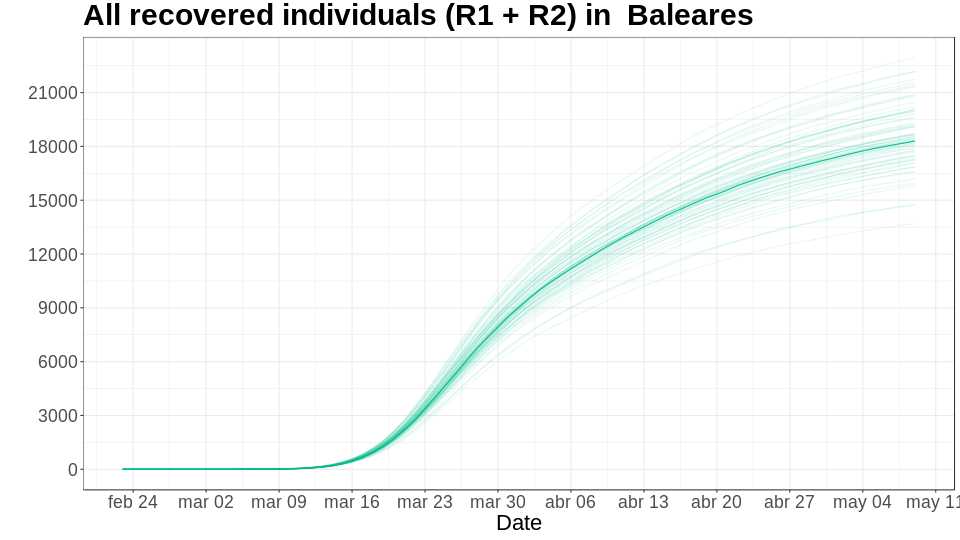 All recovered individuals (R1 + R2) in  Baleares
21000
18000
15000
12000
9000
6000
3000
0
feb 24 mar 02 mar 09 mar 16 mar 23 mar 30 abr 06 abr 13 abr 20 abr 27 may 04 may 11
Date